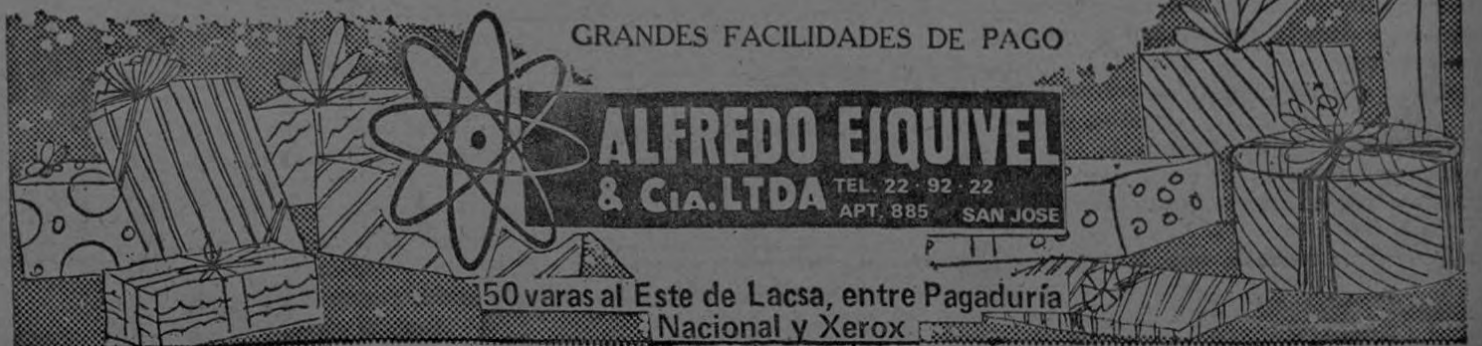 GRANDES FACILIDADES DE PAGO
ALFREDO ESQUIVEL
& CIA. LTDA TEL. 22 - 92 - 22
APT. 885 SAN JOSE
50 varas al Este de Lacsa, entre Pagaduría
Nacional y Xerox